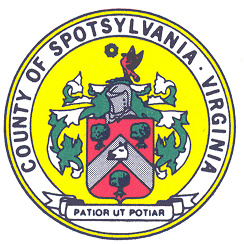 COUNTY OF SPOTSYLVANIA · VIRGINIA
PATIOR UT POTIAR